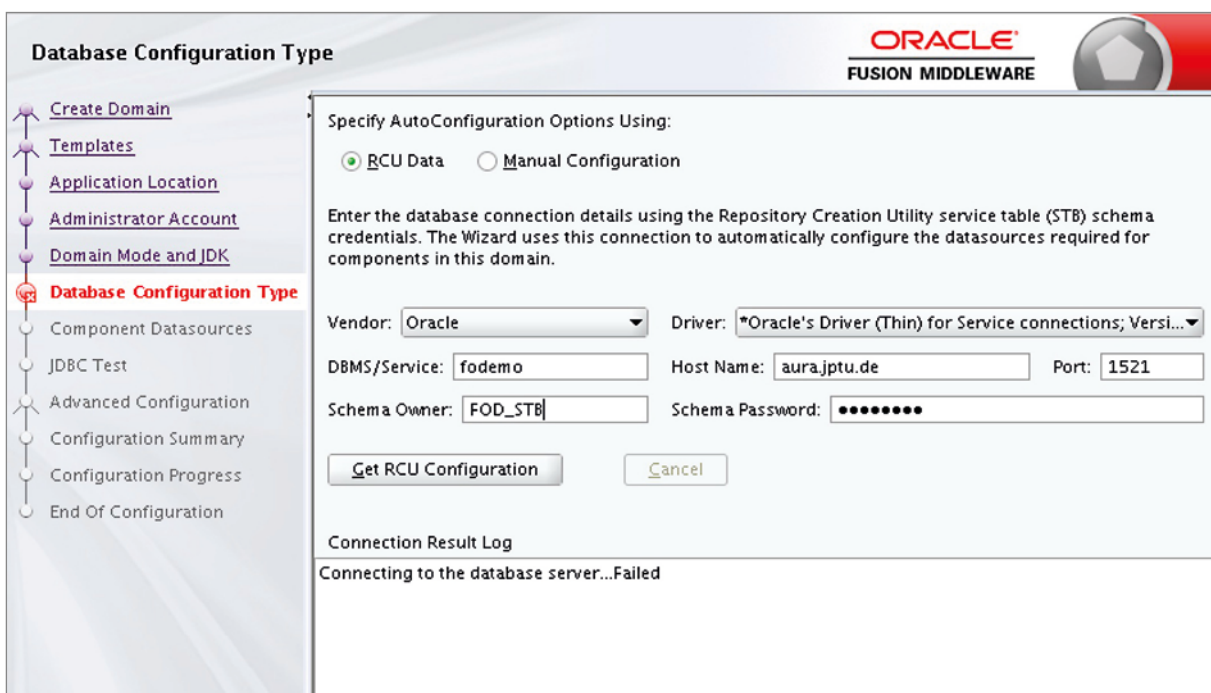 Database Configuration Type
ORACLE
FUSION MIDDLEWARE
Create Domain
Templates
Application Location
Administrator Account
Domain Mode and JDK
Database Configuration Type
Component Datasources
JDBC Test
Advanced Configuration
Configuration Summary
Configuration Progress
End Of Configuration
Specify AutoConfiguration Options Using:
RCU Data Manual Configuration
Enter the database connection details using the Repository Creation Utility service table (STB) schema
credentials. The Wizard uses this connection to automatically configure the datasources required for
components in this domain.
Vendor: Oracle Driver: *Oracle's Driver (Thin) for Service connections; Versi...
DBMS/Service: fodemo Host Name: aura.jptu.de Port: 1521
Schema Owner: FOD_STB Schema Password: ●●●●●●●●
Get RCU Configuration Cancel
Connection Result Log
Connecting to the database server...Failed